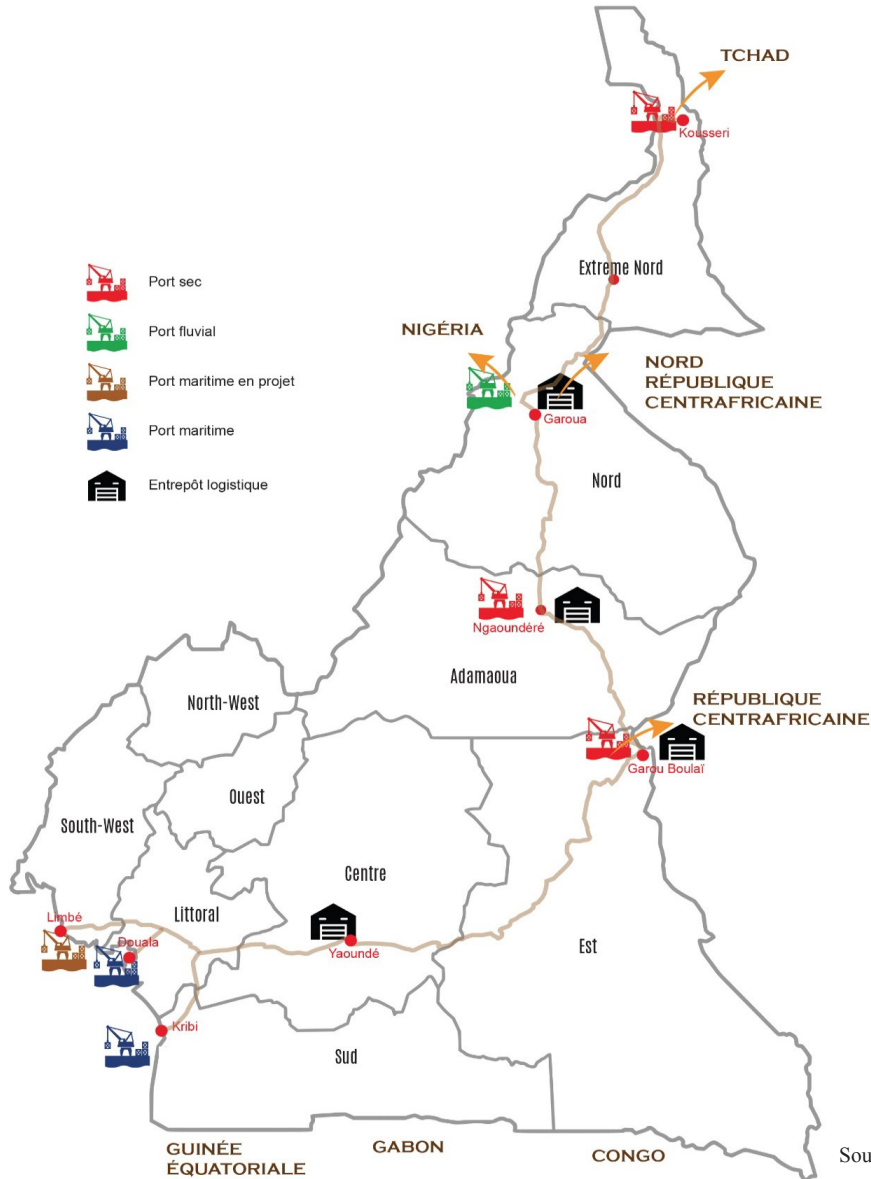 TCHAD
Kousseri
Port sec
Extreme Nord
Port fluvial
NIGÉRIA
NORD
RÉPUBLIQUE
CENTRAFRICAINE
Port maritime en projet
Garoua
Port maritime
Nord
Entrepôt logistique
Ngaoundéré
Adamaoua
North-West
RÉPUBLIQUE
CENTRAFRICAINE
Garou Boulaï
Ouest
South-West
Centre
Littoral
Limbé
Douala
Yaoundé
Est
Kribi
Sud
GUINÉE
ÉQUATORIALE
GABON
CONGO
Sou